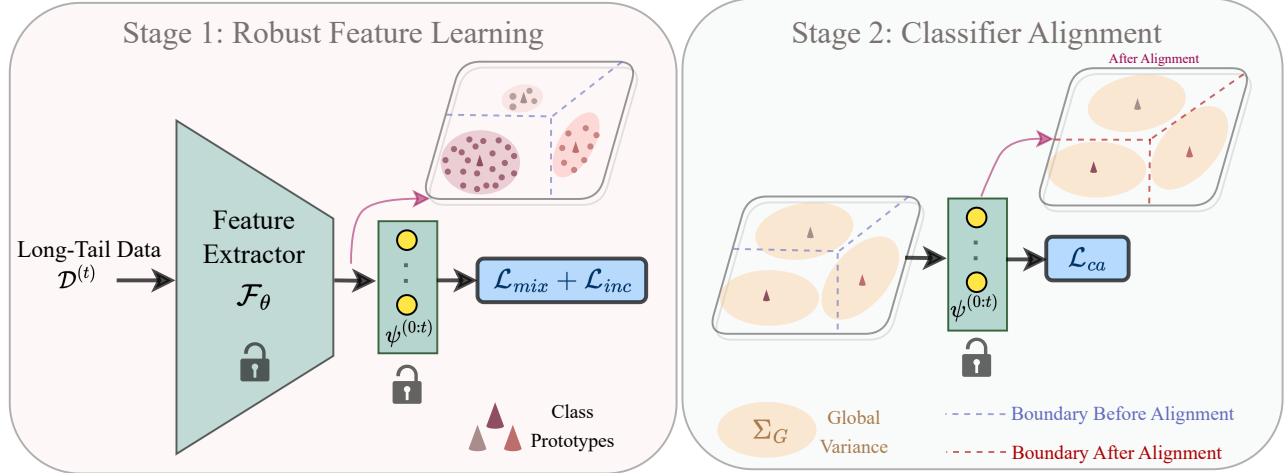 Stage 1: Robust Feature Learning
Long-Tail Data
𝒟^(t)
Feature
Extractor
ℱ_θ
ψ^(0:t)
ℒ_mix + ℒ_inc
Class
Prototypes
Stage 2: Classifier Alignment
After Alignment
ψ^(0:t)
ℒ_ca
Σ_G
Global
Variance
Boundary Before Alignment
Boundary After Alignment